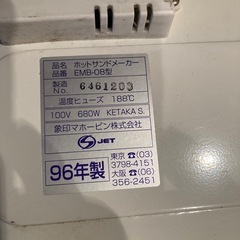 品名 ホットサンドメーカー
品番 EMB-08型
製造No. 6461203
温度ヒューズ 188℃
100V 680W KETAKA S.
象印マホービン株式会社
JET
96年製
東京 (03)
3798-4151
大阪 (06)
356-2451